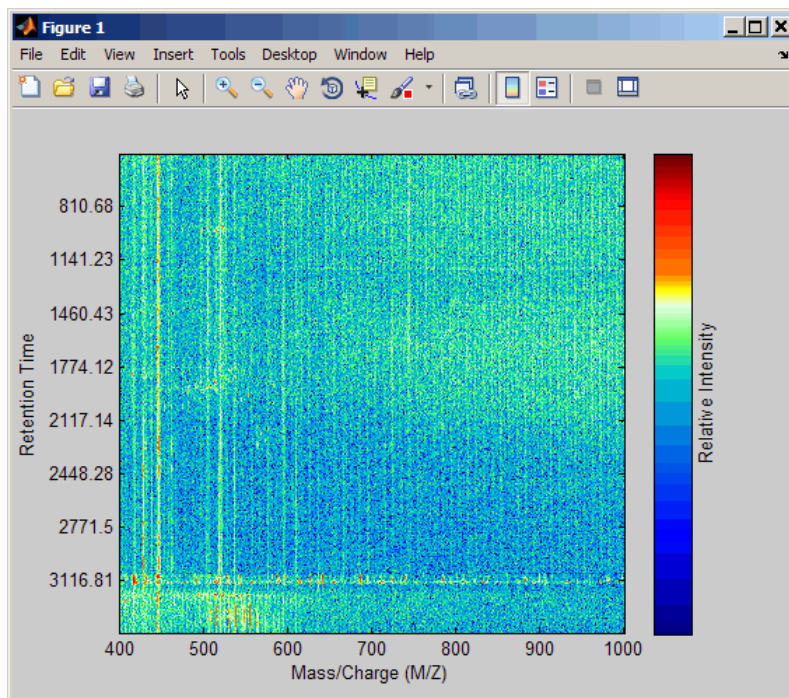 Figure 1
File Edit View Insert Tools Desktop Window Help
810.68
1141.23
1460.43
1774.12
2117.14
2448.28
2771.5
3116.81
Retention Time
400 500 600 700 800 900 1000
Mass/Charge (M/Z)
Relative Intensity